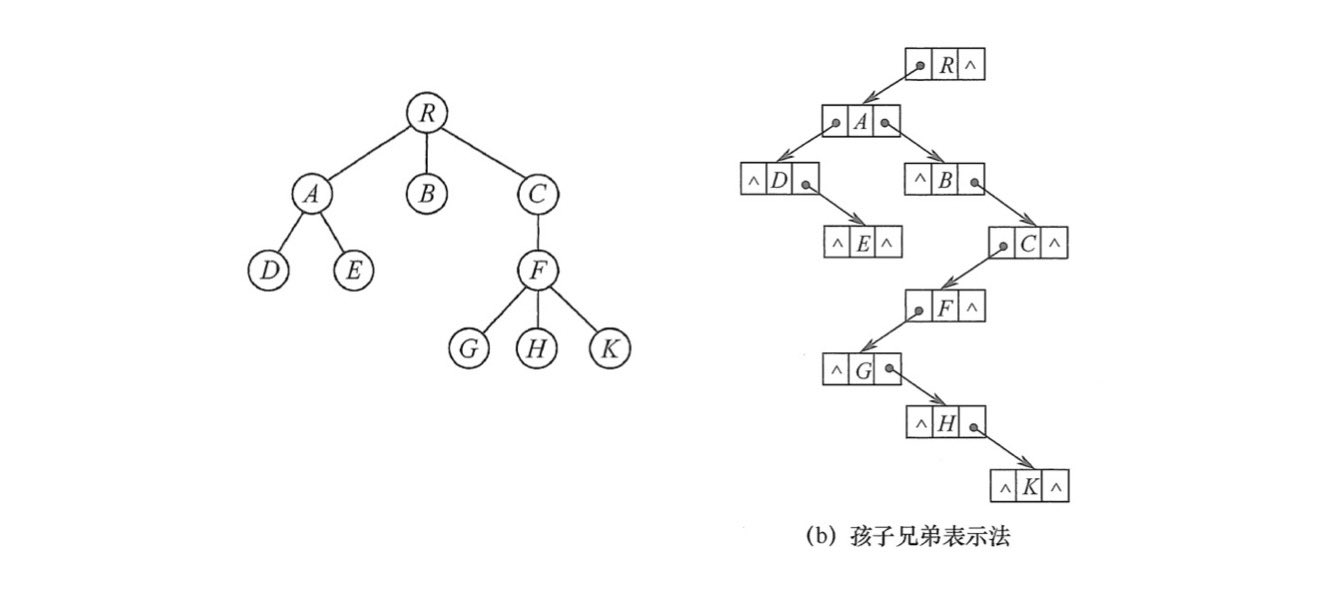 R
A B C
D E F
G H K
R ^
A
^ D
^ B
^ E ^
C ^
F ^
^ G
^ H
^ K ^
(b) 孩子兄弟表示法